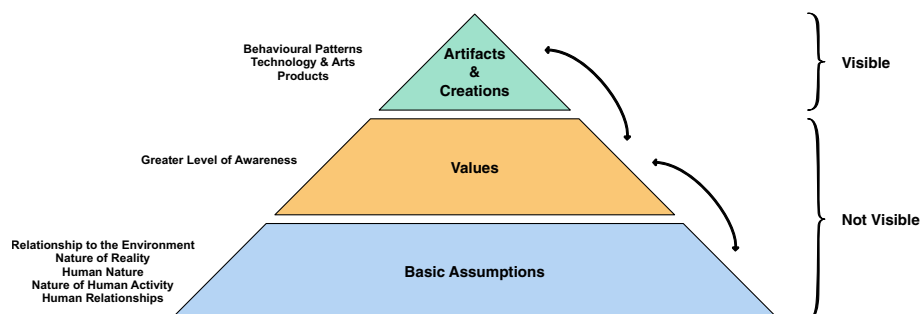 Behavioural Patterns
Technology & Arts
Products
Artifacts
&
Creations
Visible
Greater Level of Awareness
Values
Not Visible
Relationship to the Environment
Nature of Reality
Human Nature
Nature of Human Activity
Human Relationships
Basic Assumptions